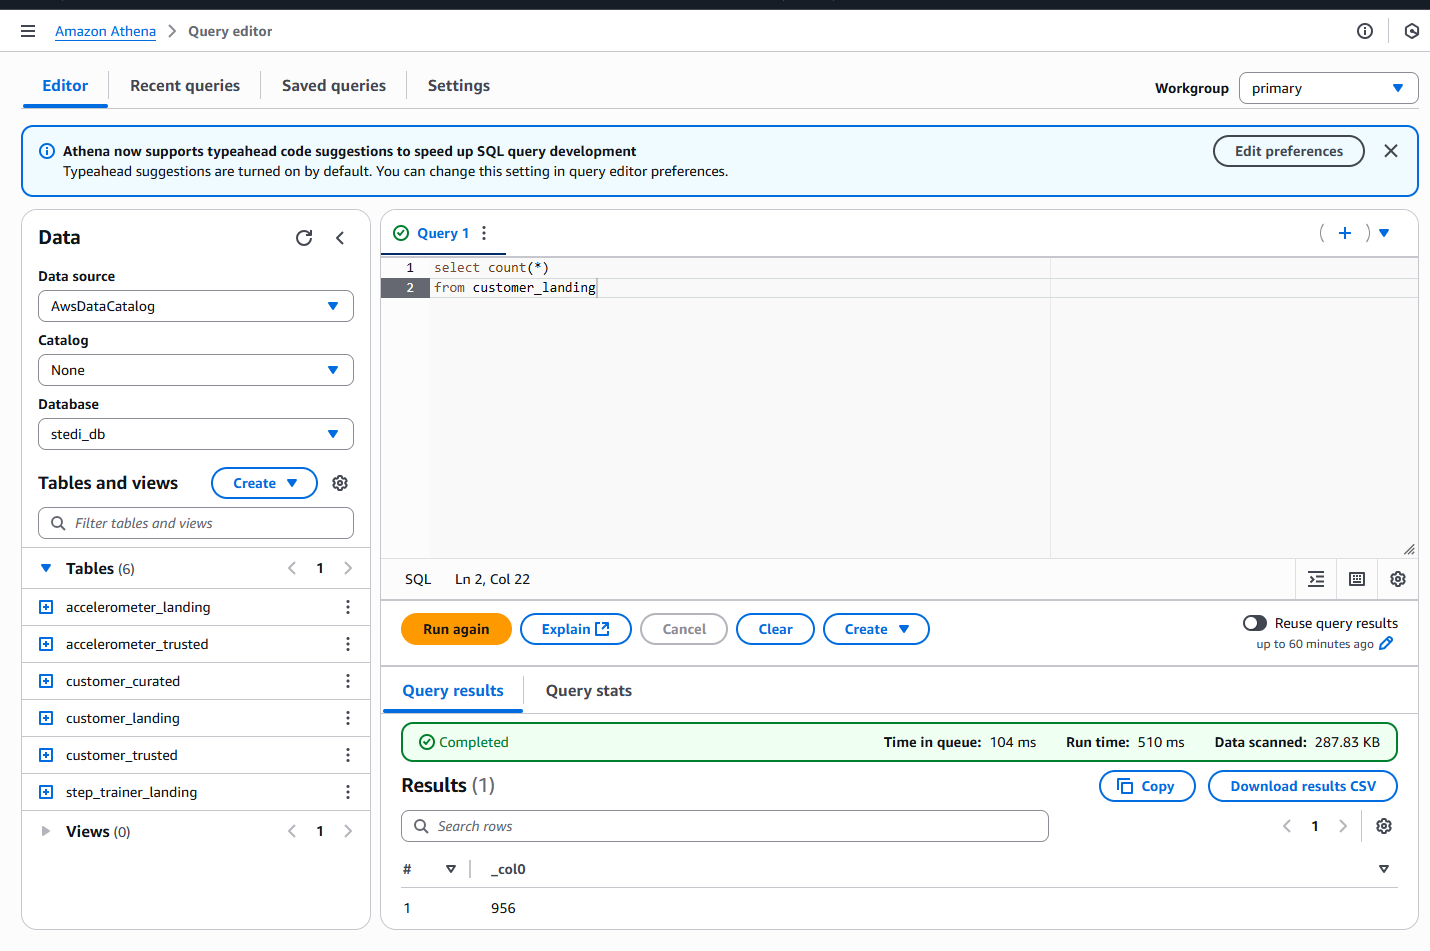 Amazon Athena > Query editor
Editor
Recent queries
Saved queries
Settings
Workgroup
primary
Athena now supports typeahead code suggestions to speed up SQL query development
Typeahead suggestions are turned on by default. You can change this setting in query editor preferences.
Edit preferences
Data
Data source
AwsDataCatalog
Catalog
None
Database
stedi_db
Tables and views
Create
Filter tables and views
Tables (6)
1
accelerometer_landing
accelerometer_trusted
customer_curated
customer_landing
customer_trusted
step_trainer_landing
Views (0)
1
Query 1
1 select count(*)
2 from customer_landing
SQL
Ln 2, Col 22
Run again
Explain
Cancel
Clear
Create
Reuse query results
up to 60 minutes ago
Query results
Query stats
Completed
Time in queue: 104 ms
Run time: 510 ms
Data scanned: 287.83 KB
Results (1)
Copy
Download results CSV
Search rows
1
# _col0
1 956